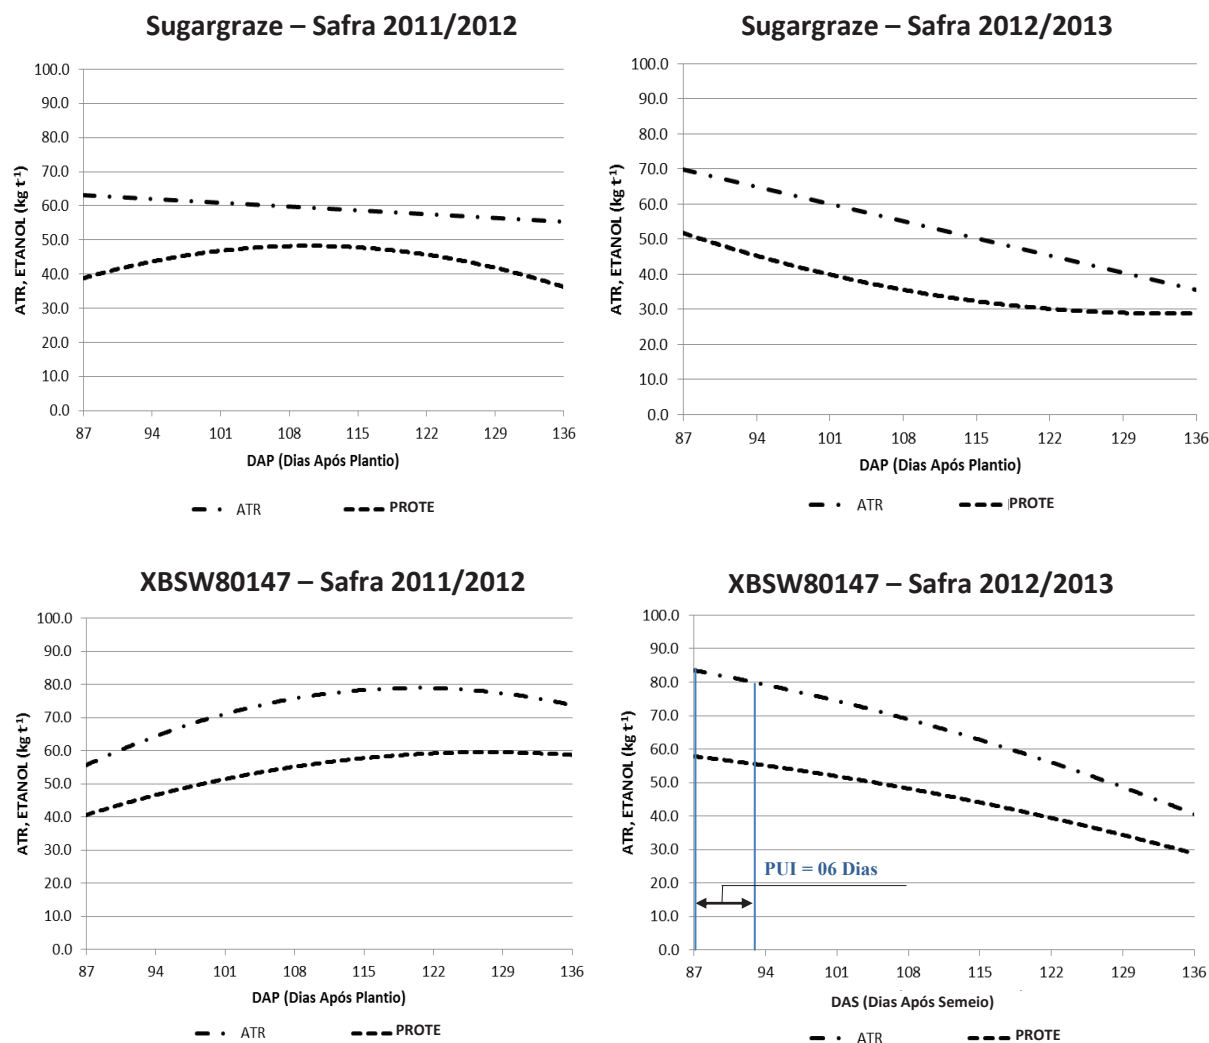 Sugargraze – Safra 2011/2012
100.0
90.0
80.0
70.0
60.0
50.0
40.0
30.0
20.0
10.0
0.0
ATR, ETANOL (kg t-1)
87 94 101 108 115 122 129 136
DAP (Dias Após Plantio)
ATR PROTE
Sugargraze – Safra 2012/2013
100.0
90.0
80.0
70.0
60.0
50.0
40.0
30.0
20.0
10.0
0.0
ATR, ETANOL (kg t-1)
87 94 101 108 115 122 129 136
DAP (Dias Após Plantio)
ATR PROTE
XBSW80147 – Safra 2011/2012
100.0
90.0
80.0
70.0
60.0
50.0
40.0
30.0
20.0
10.0
0.0
ATR, ETANOL (kg t-1)
87 94 101 108 115 122 129 136
DAP (Dias Após Plantio)
ATR PROTE
XBSW80147 – Safra 2012/2013
100.0
90.0
80.0
70.0
60.0
50.0
40.0
30.0
20.0
10.0
0.0
ATR, ETANOL (kg t-1)
PUI = 06 Dias
87 94 101 108 115 122 129 136
DAS (Dias Após Semeio)
ATR PROTE